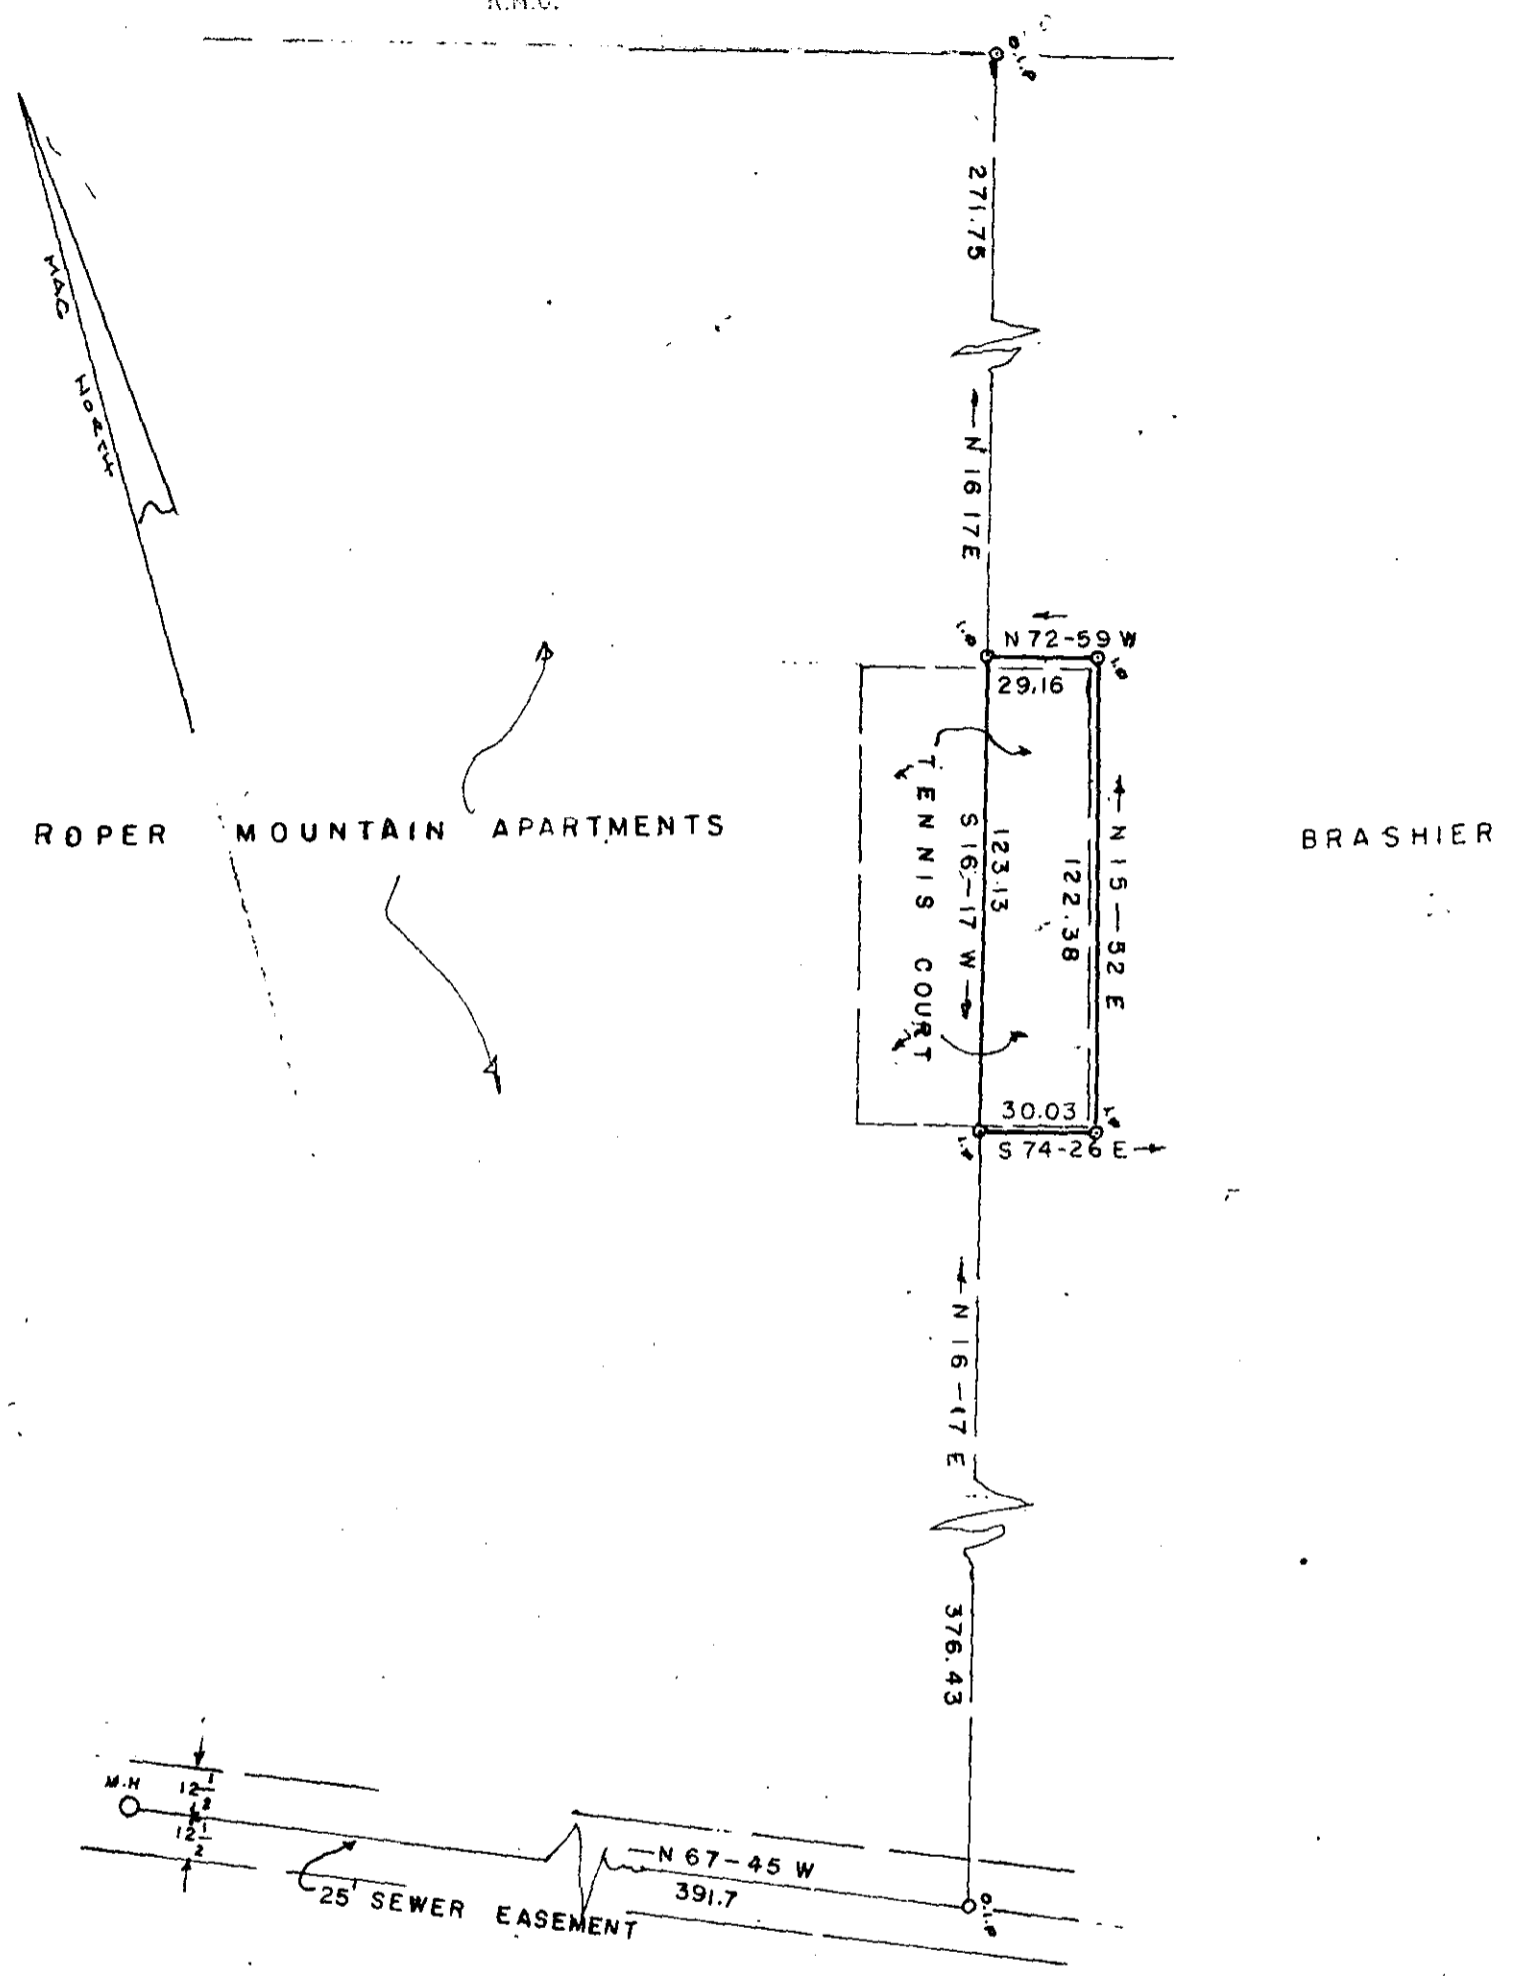 R.M.C.
O.I.P
271.75
MAG NORTH
N 16 17 E
I.P
N 72-59 W
I.P
29.16
ROPER MOUNTAIN APARTMENTS
TENNIS COURT
S 16-17 W
123.13
122.38
N 15-52 E
BRASHIER
30.03
I.P
I.P
S 74-26 E
N 16-17 E
376.43
M.H
12 1/2
12 1/2
N 67-45 W
391.7
O.I.P
25' SEWER EASEMENT